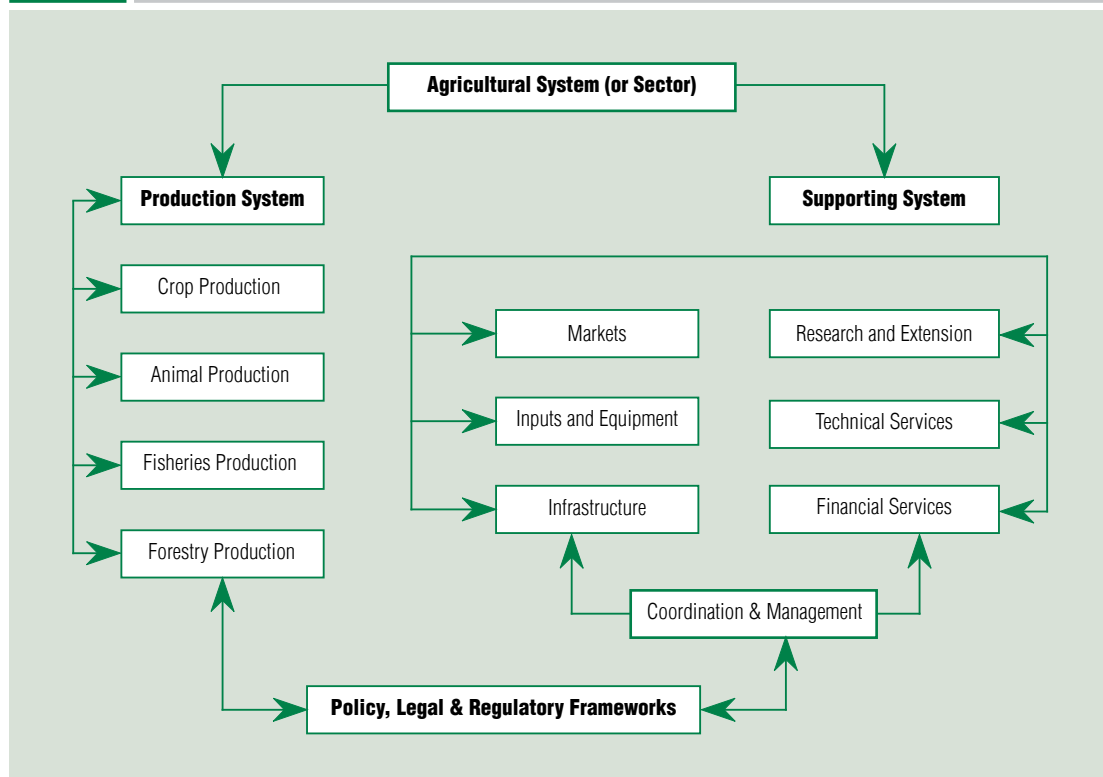 Agricultural System (or Sector)
Production System
Supporting System
Crop Production
Animal Production
Fisheries Production
Forestry Production
Markets
Research and Extension
Inputs and Equipment
Technical Services
Infrastructure
Financial Services
Coordination & Management
Policy, Legal & Regulatory Frameworks